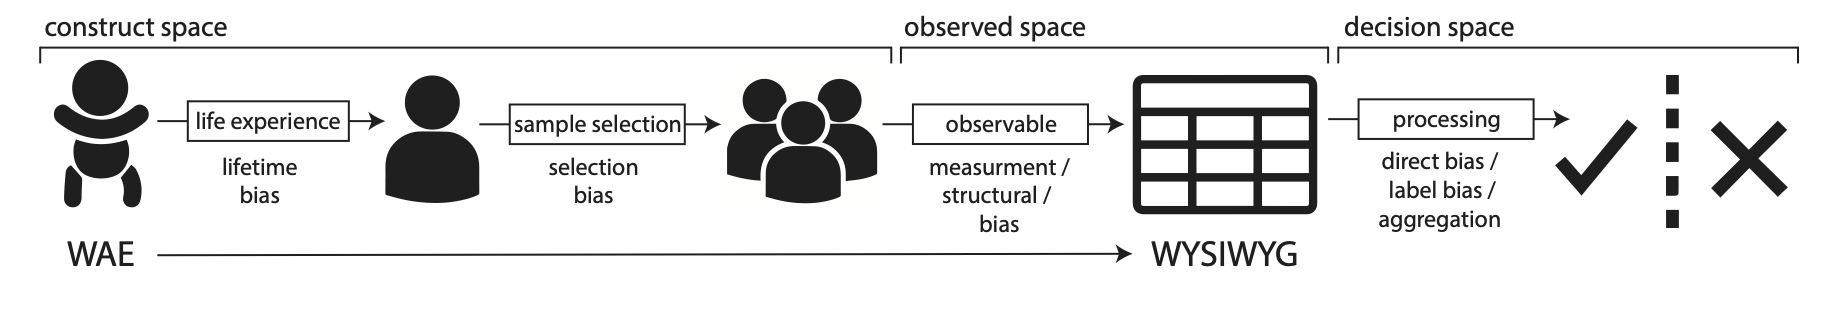 construct space
observed space
decision space
life experience
lifetime
bias
sample selection
selection
bias
observable
measurment /
structural /
bias
processing
direct bias /
label bias /
aggregation
WAE
WYSIWYG